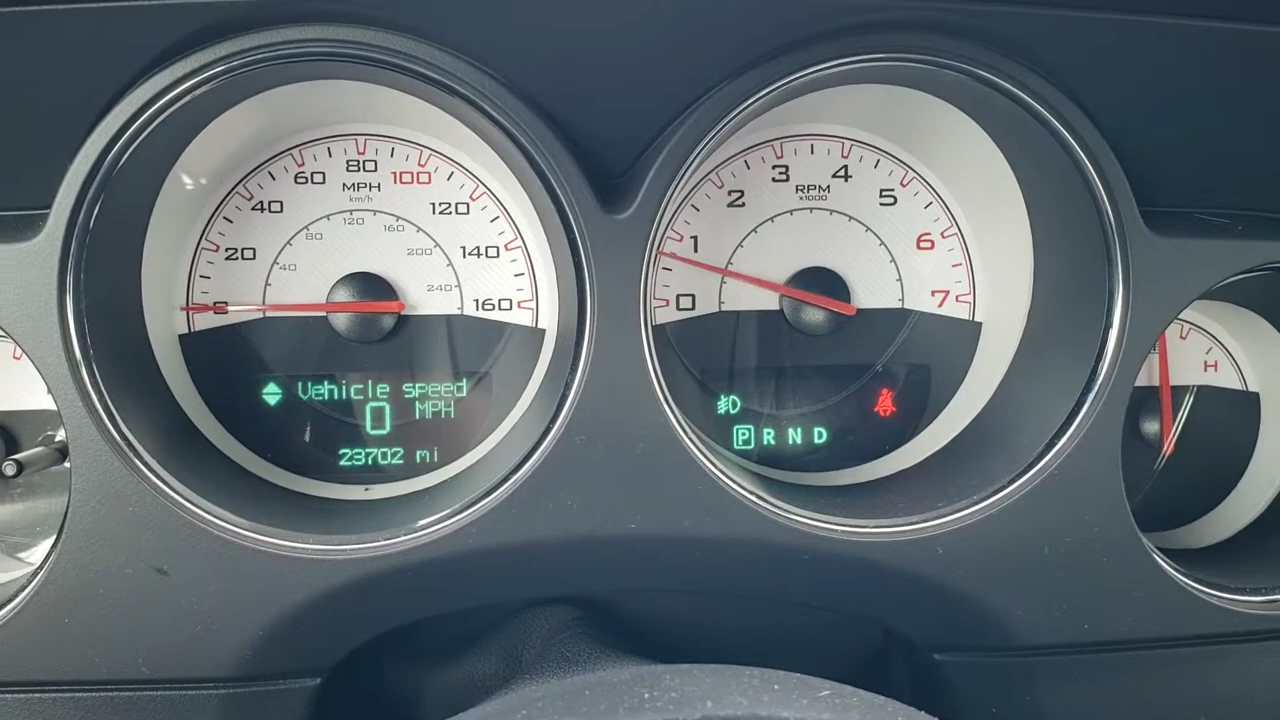 80
60 100
MPH
km/h
40 120
120
80 160
20 200 140
40
240
0 160
Vehicle speed
0 MPH
23702 mi
3 4
2 RPM 5
x1000
1 6
0 7
P R N D
H